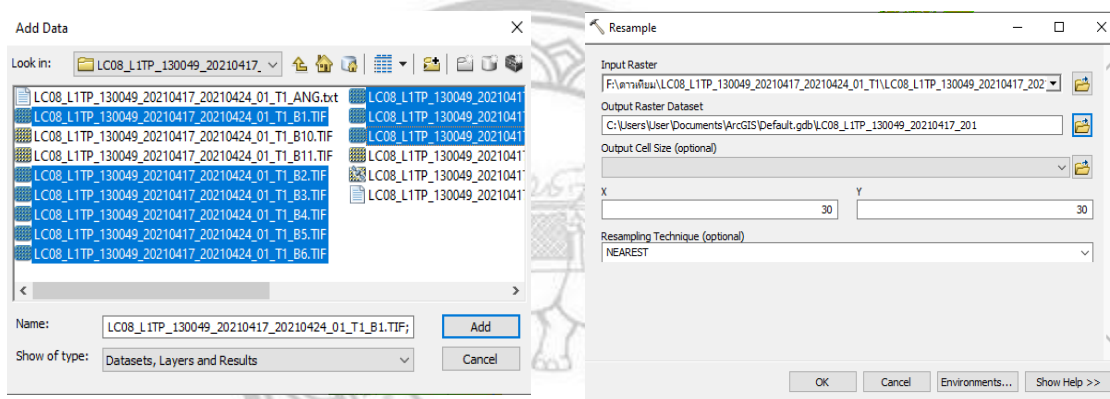 Add Data
Look in:
LC08_L1TP_130049_20210417_
LC08_L1TP_130049_20210417_20210424_01_T1_ANG.txt
LC08_L1TP_130049_20210417_20210424_01_T1_B1.TIF
LC08_L1TP_130049_20210417_20210424_01_T1_B10.TIF
LC08_L1TP_130049_20210417_20210424_01_T1_B11.TIF
LC08_L1TP_130049_20210417_20210424_01_T1_B2.TIF
LC08_L1TP_130049_20210417_20210424_01_T1_B3.TIF
LC08_L1TP_130049_20210417_20210424_01_T1_B4.TIF
LC08_L1TP_130049_20210417_20210424_01_T1_B5.TIF
LC08_L1TP_130049_20210417_20210424_01_T1_B6.TIF
LC08_L1TP_130049_2021041
LC08_L1TP_130049_2021041
LC08_L1TP_130049_2021041
LC08_L1TP_130049_2021041
LC08_L1TP_130049_2021041
LC08_L1TP_130049_2021041
Name:
LC08_L1TP_130049_20210417_20210424_01_T1_B1.TIF;
Add
Show of type:
Datasets, Layers and Results
Cancel
Resample
Input Raster
F:\ดาวเทียม\LC08_L1TP_130049_20210417_20210424_01_T1\LC08_L1TP_130049_20210417_202
Output Raster Dataset
C:\Users\User\Documents\ArcGIS\Default.gdb\LC08_L1TP_130049_20210417_201
Output Cell Size (optional)
X Y
30 30
Resampling Technique (optional)
NEAREST
OK Cancel Environments... Show Help >>